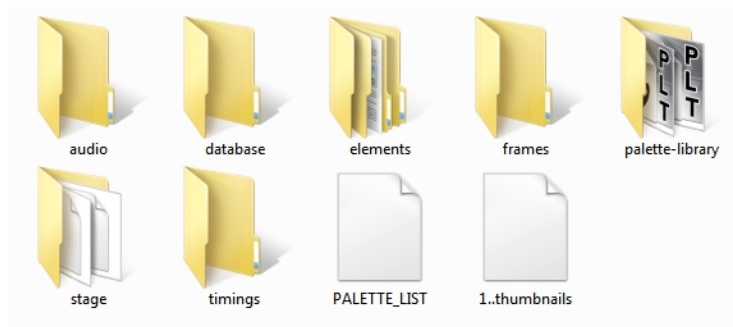 audio
database
elements
frames
PLT
PLT
palette-library
stage
timings
PALETTE_LIST
1..thumbnails